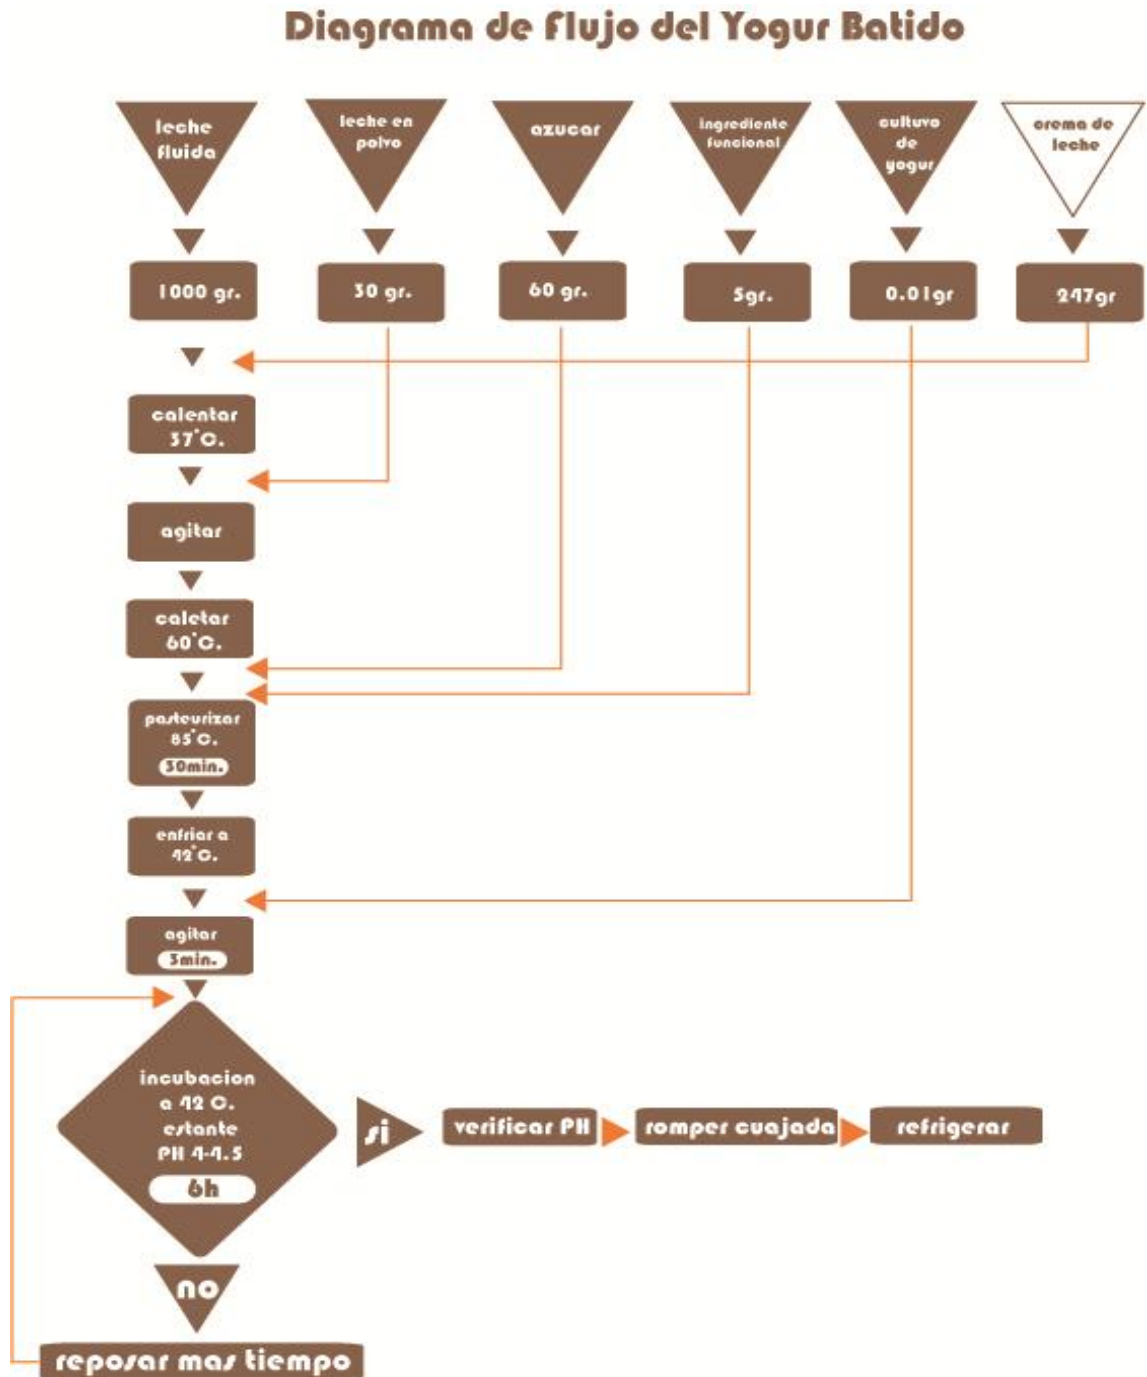 Diagrama de Flujo del Yogur Batido
leche
fluida
leche en
polvo
azucar
ingrediente
funcional
cultuvo
de
yogur
crema de
leche
1000 gr.
30 gr.
60 gr.
5gr.
0.01gr
247gr
calentar
37°C.
agitar
caletar
60°C.
pasteurizar
85°C.
30min.
enfriar a
42°C.
agitar
3min.
incubacion
a 42 C.
estante
PH 4-4.5
6h
si
verificar PH
romper cuajada
refrigerar
no
reposar mas tiempo